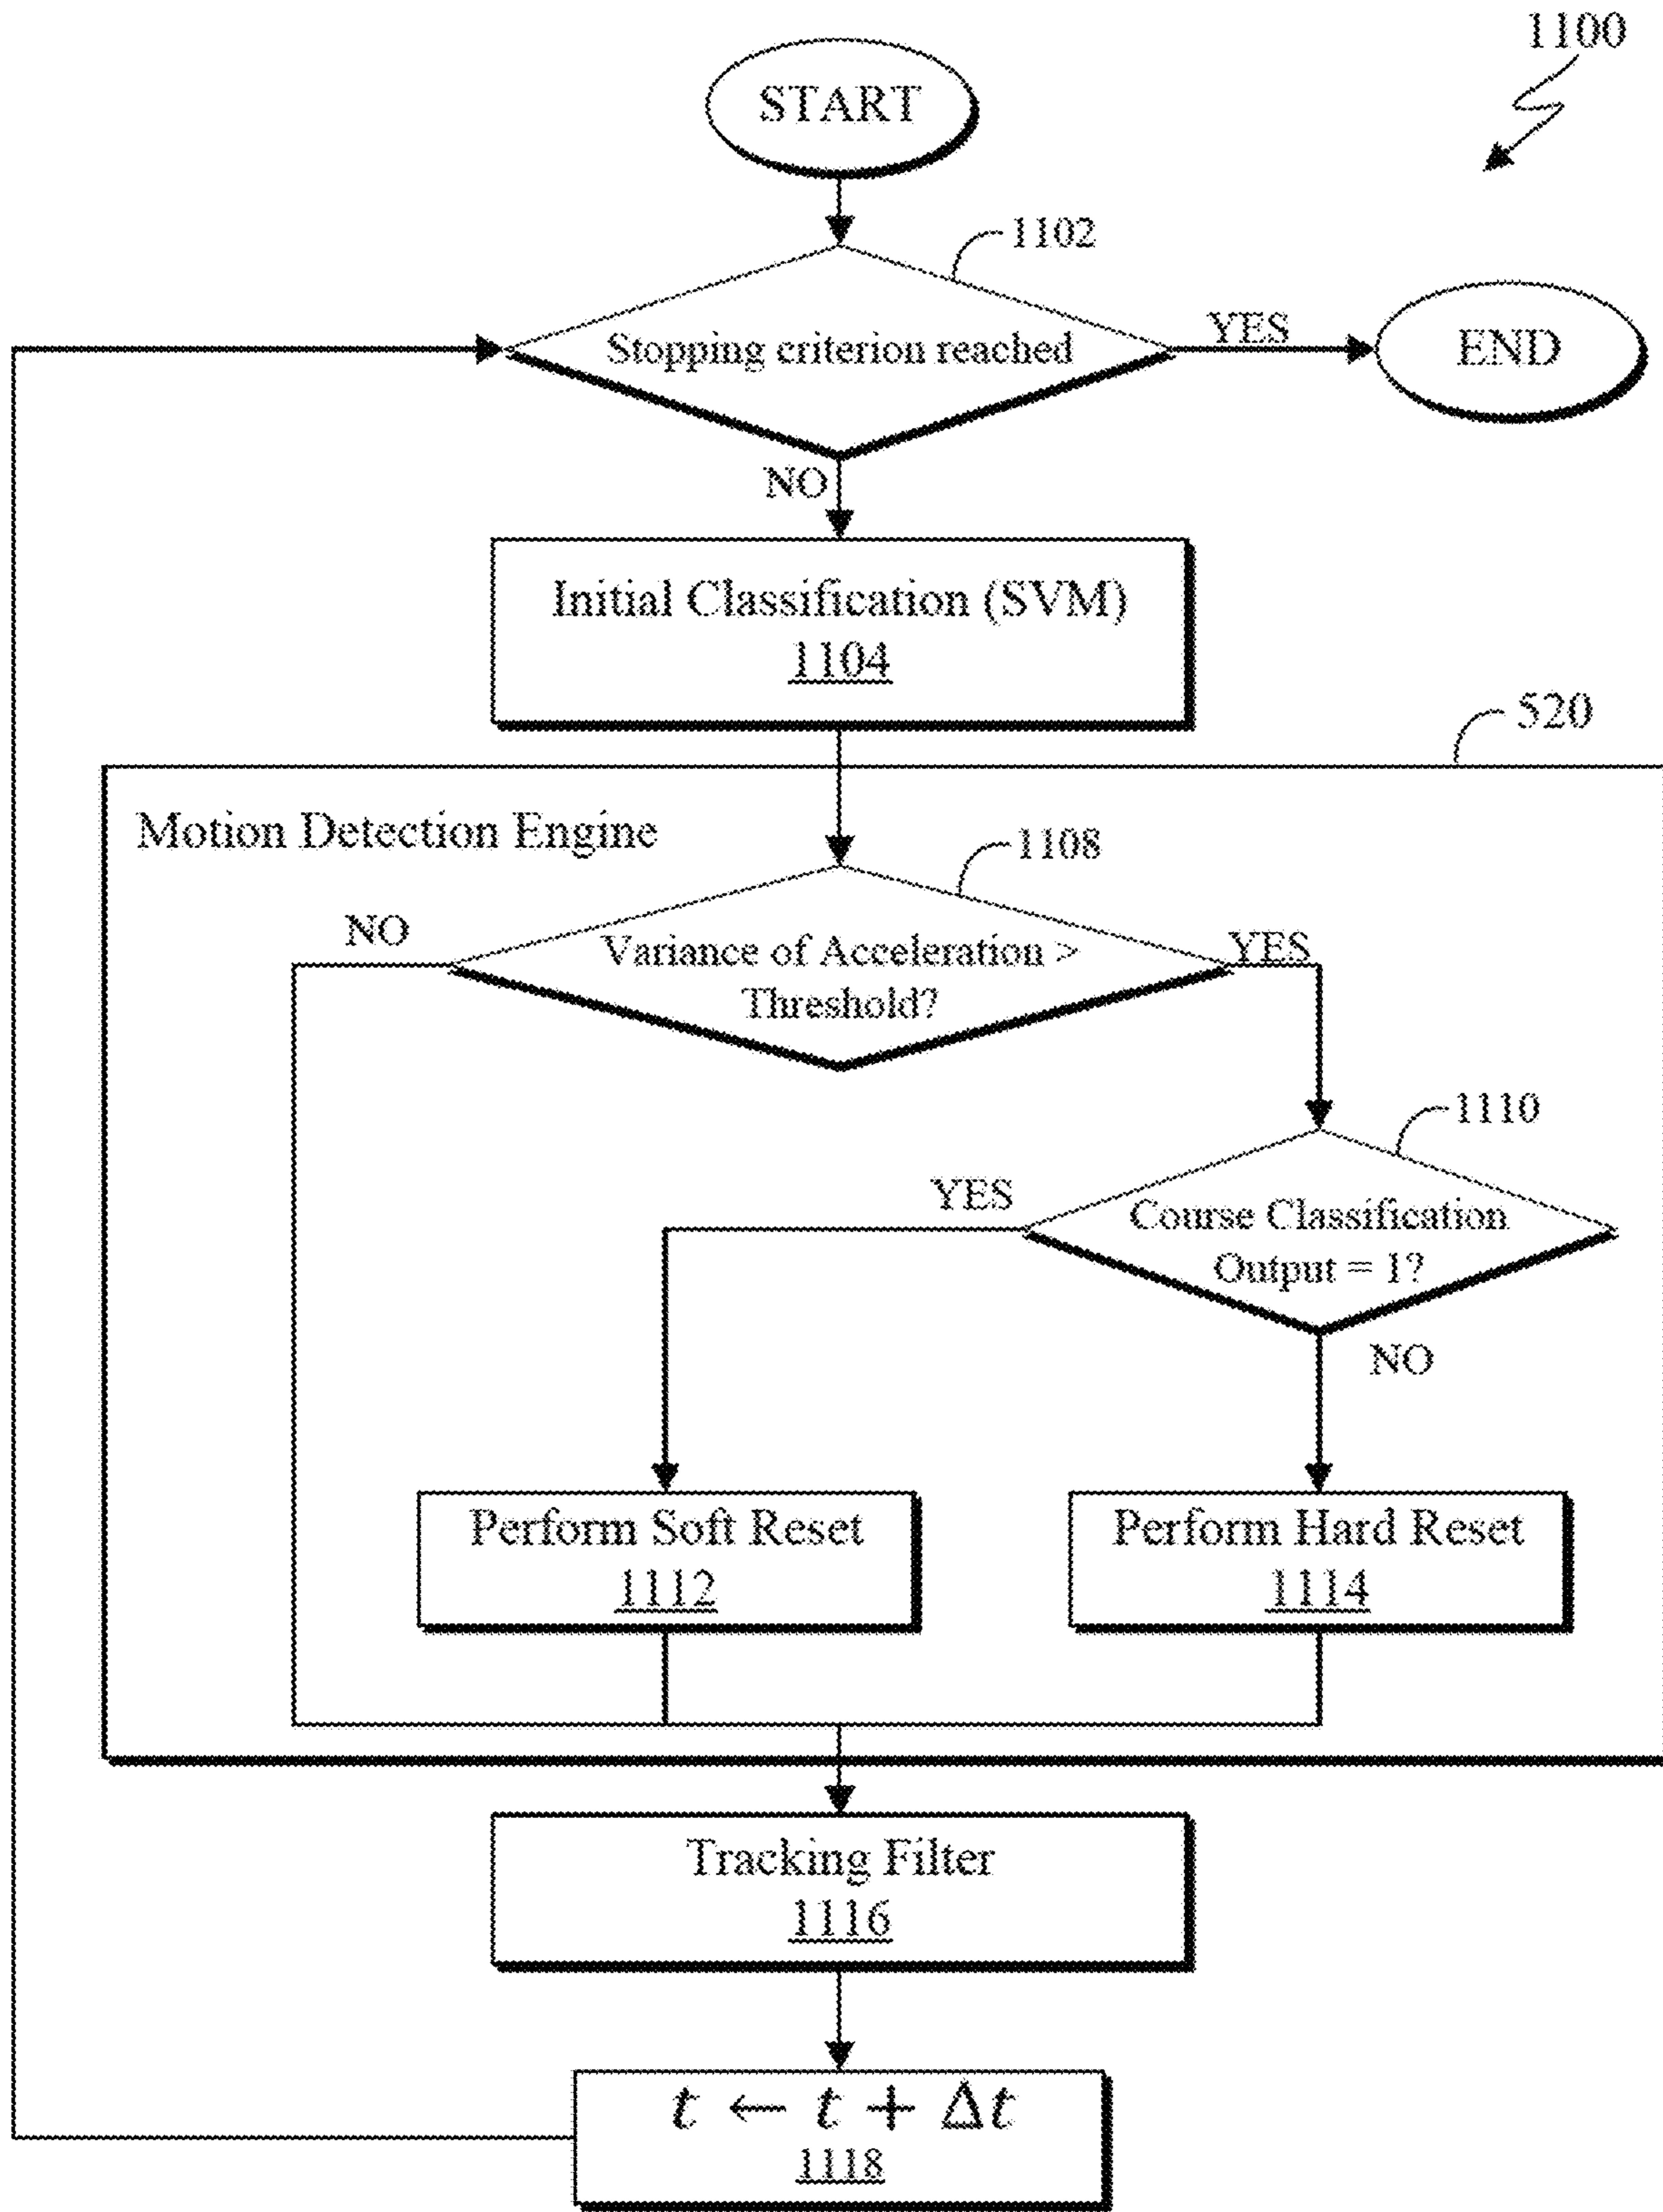 1100
START
1102
Stopping criterion reached
YES
END
NO
Initial Classification (SVM)
1104
520
Motion Detection Engine
1108
NO
Variance of Acceleration >
Threshold?
YES
1110
YES
Course Classification
Output = 1?
NO
Perform Soft Reset
1112
Perform Hard Reset
1114
Tracking Filter
1116
t ← t + Δt
1118